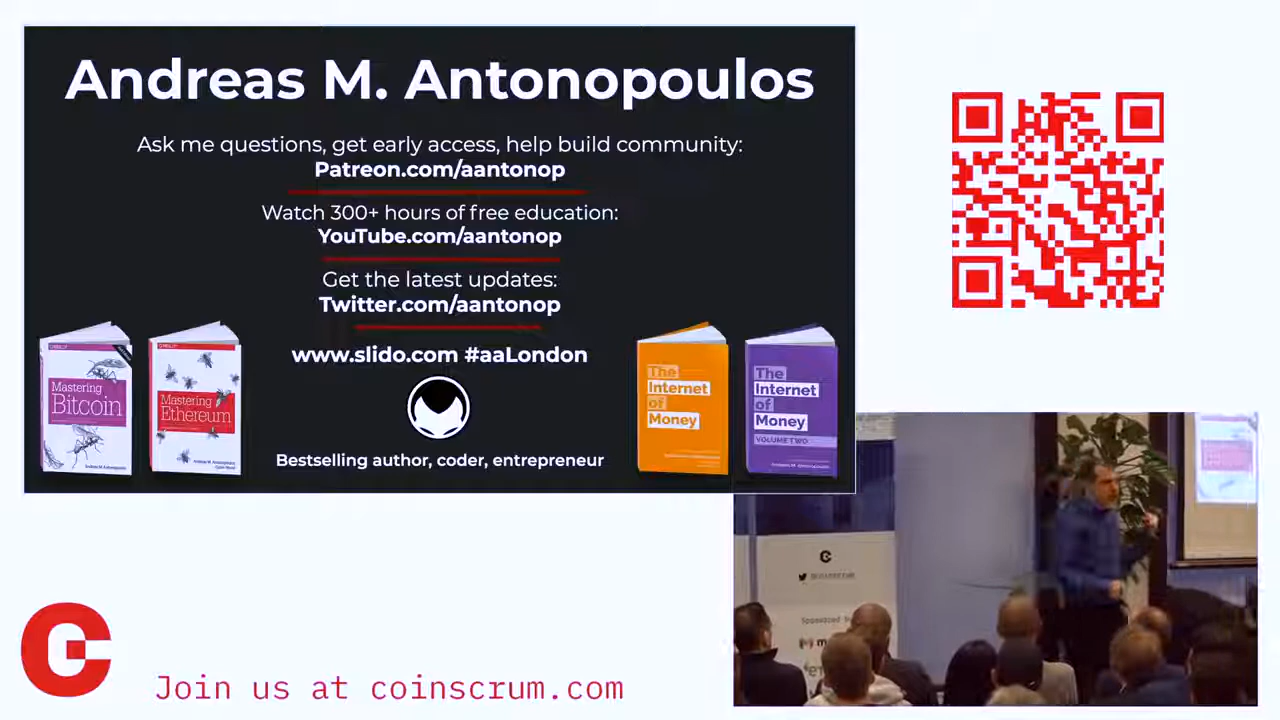 Andreas M. Antonopoulos
Ask me questions, get early access, help build community:
Patreon.com/aantonop
Watch 300+ hours of free education:
YouTube.com/aantonop
Get the latest updates:
Twitter.com/aantonop
www.slido.com #aaLondon
Bestselling author, coder, entrepreneur
Mastering
Bitcoin
Mastering
Ethereum
The
Internet
of
Money
The
Internet
of
Money
VOLUME TWO
Sponsored by
Join us at coinscrum.com